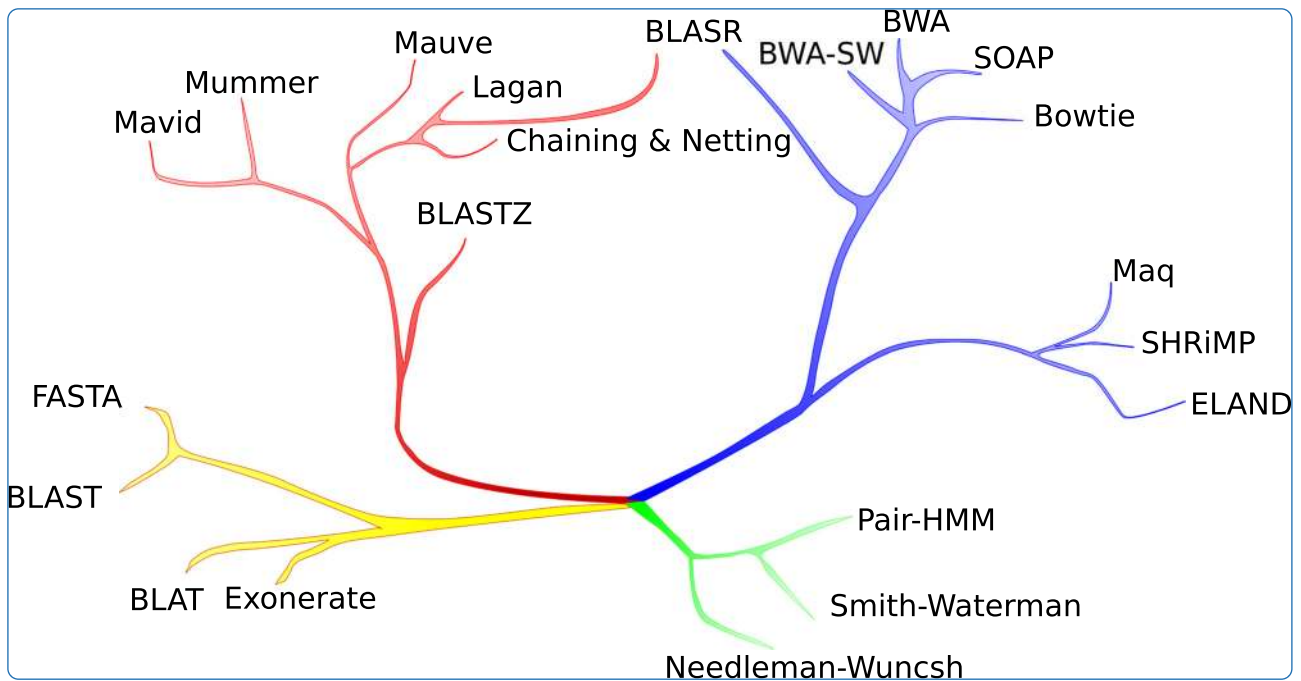 BWA
BLASR
Mauve
BWA-SW
SOAP
Mummer
Lagan
Mavid
Bowtie
Chaining & Netting
BLASTZ
Maq
SHRiMP
FASTA
ELAND
BLAST
Pair-HMM
BLAT
Exonerate
Smith-Waterman
Needleman-Wuncsh